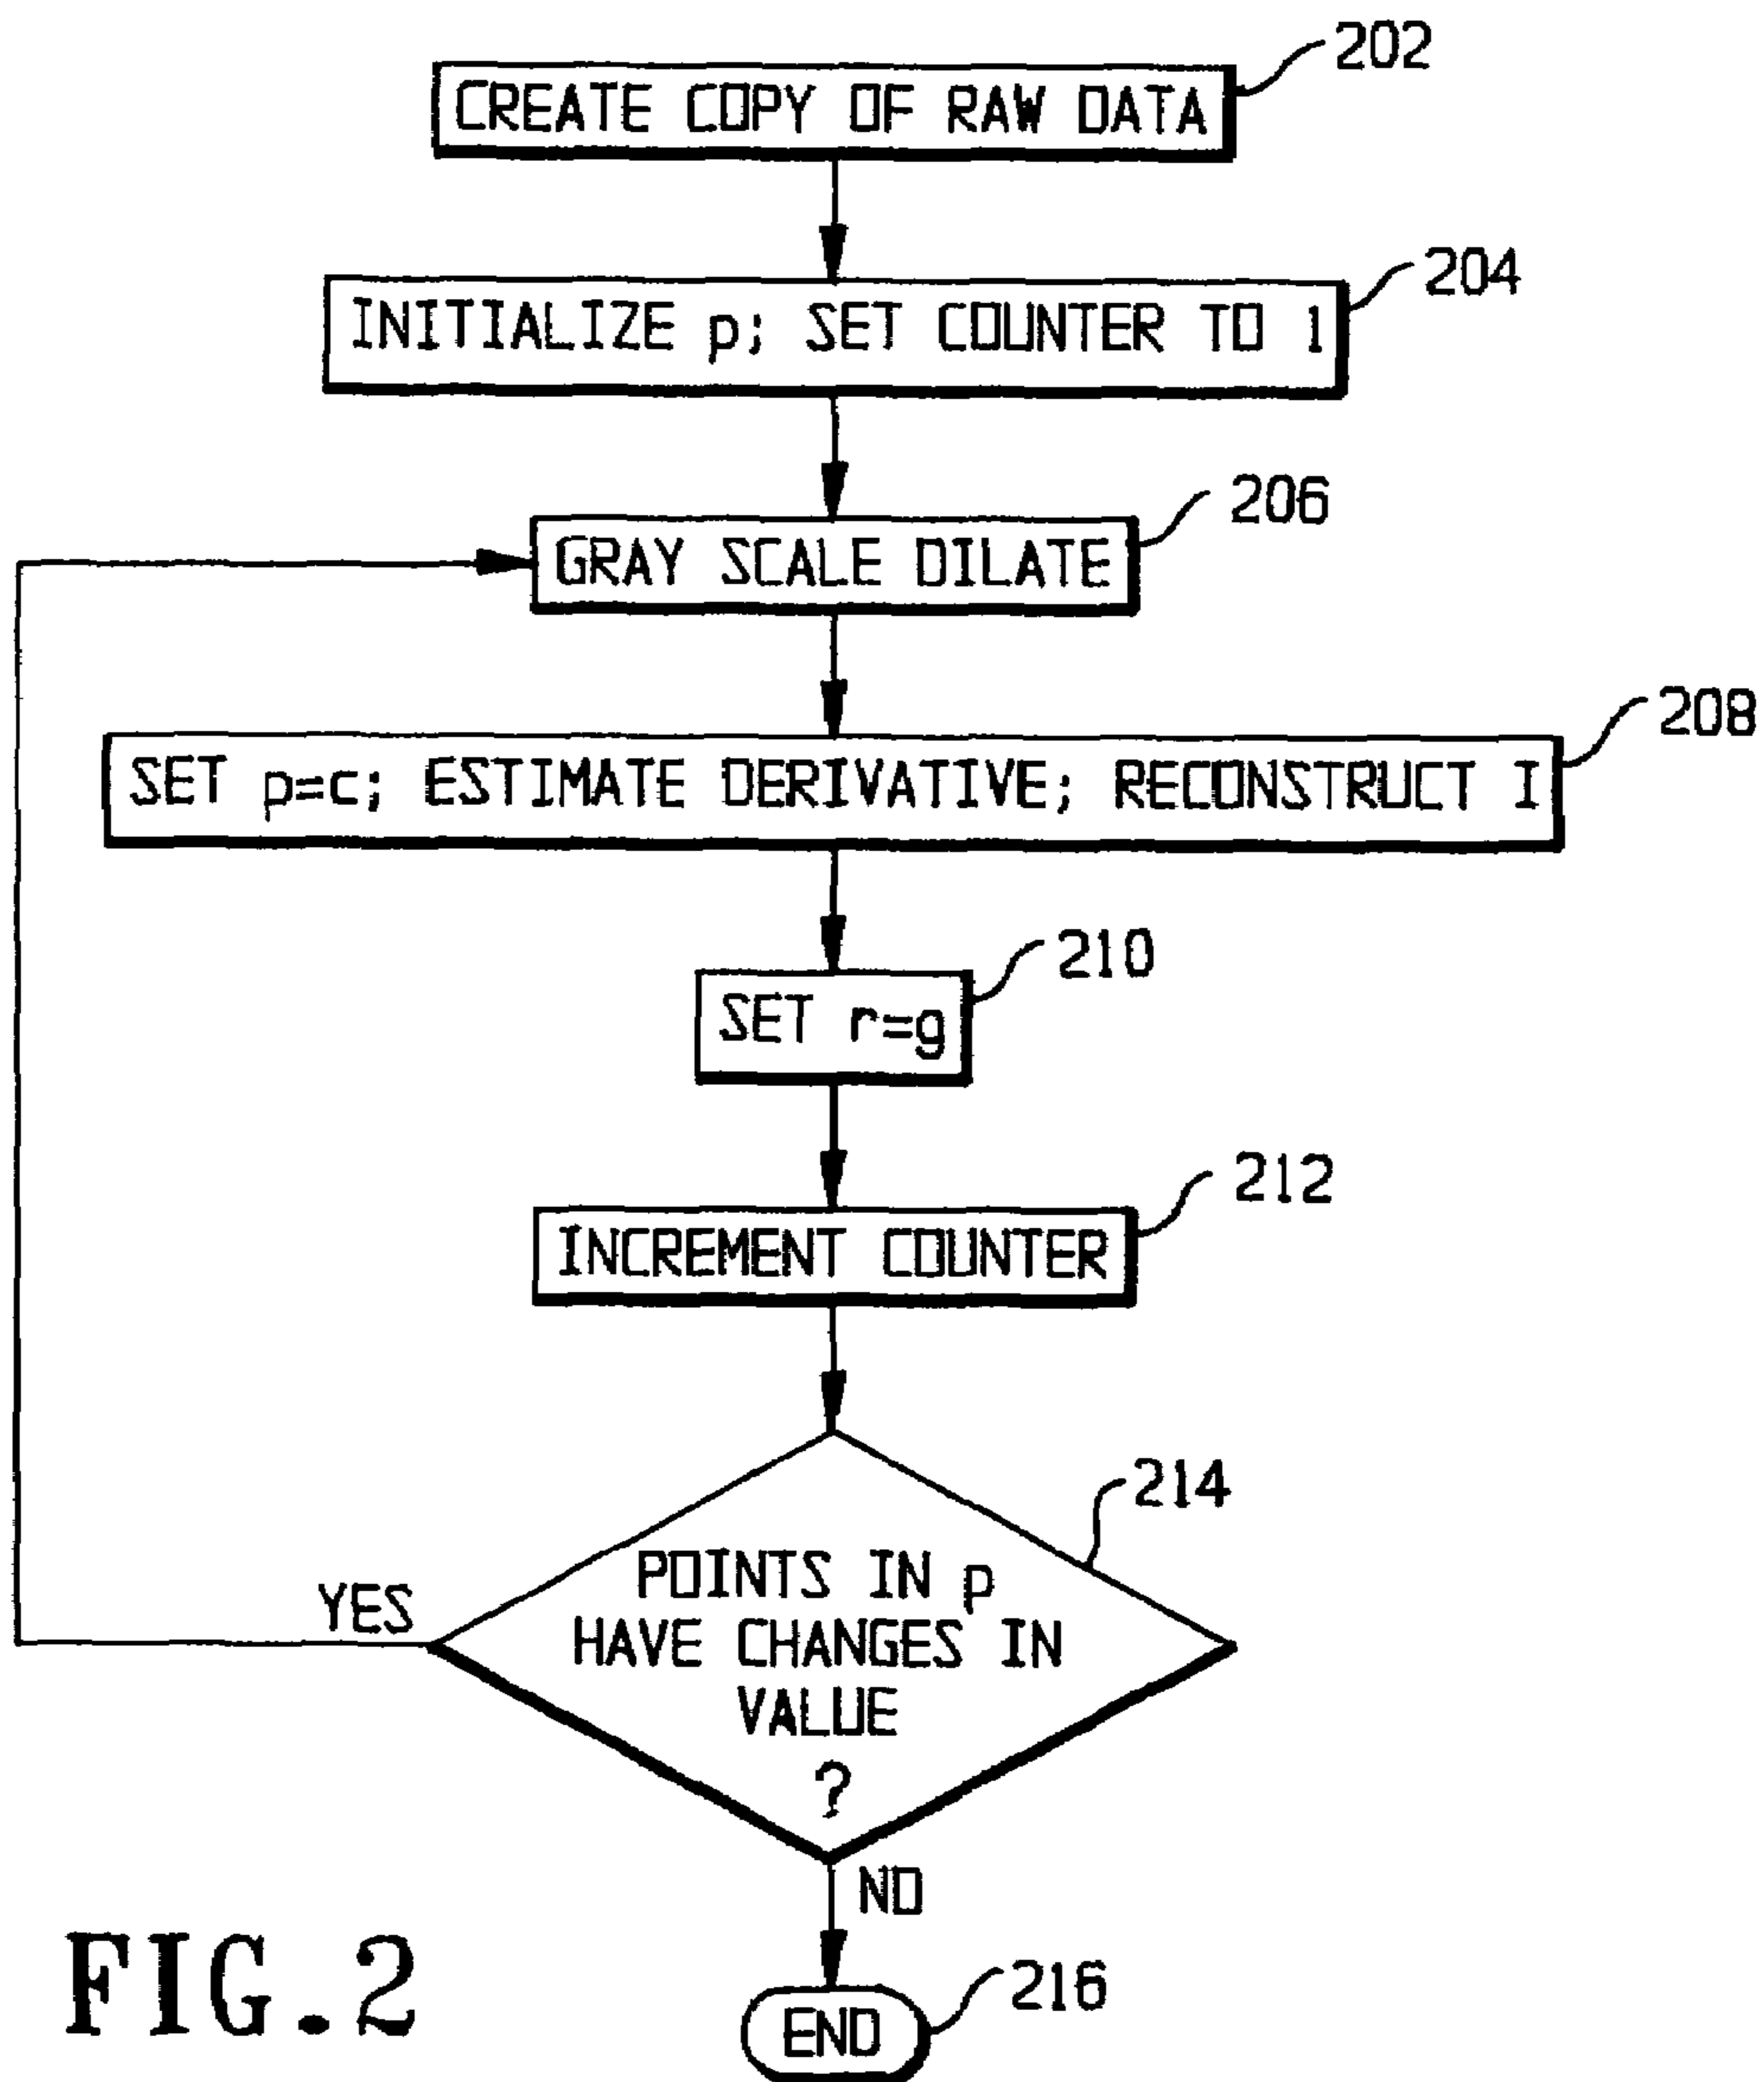 202
CREATE COPY OF RAW DATA
204
INITIALIZE p; SET COUNTER TO 1
206
GRAY SCALE DILATE
208
SET p=c; ESTIMATE DERIVATIVE; RECONSTRUCT I
210
SET r=g
212
INCREMENT COUNTER
214
POINTS IN p
HAVE CHANGES IN
VALUE
?
YES
NO
216
END
FIG.2